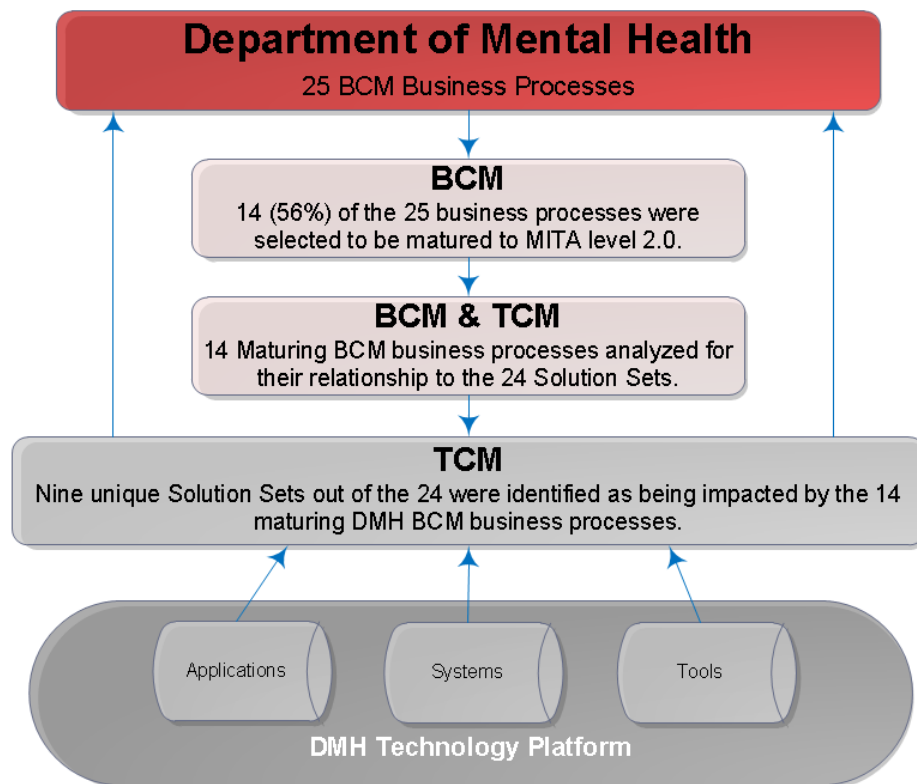 Department of Mental Health
25 BCM Business Processes
BCM
14 (56%) of the 25 business processes were
selected to be matured to MITA level 2.0.
BCM & TCM
14 Maturing BCM business processes analyzed for
their relationship to the 24 Solution Sets.
TCM
Nine unique Solution Sets out of the 24 were identified as being impacted by the 14
maturing DMH BCM business processes.
Applications
Systems
Tools
DMH Technology Platform